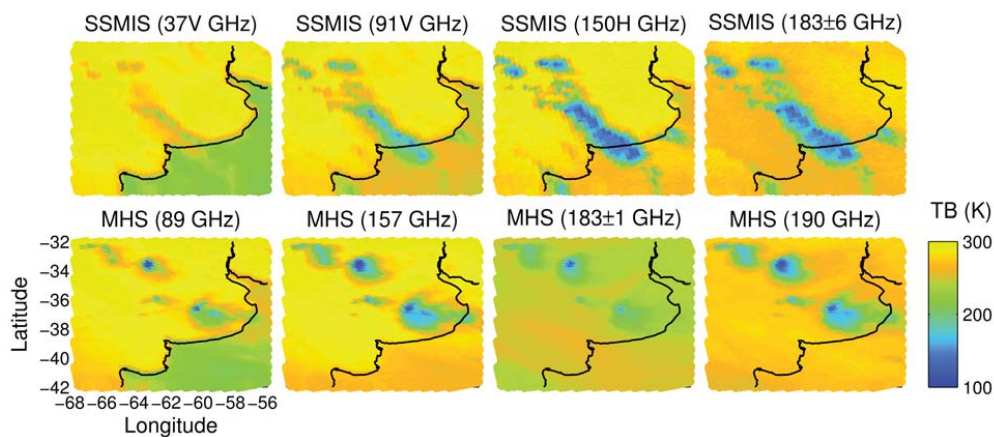 SSMIS (37V GHz)
SSMIS (91V GHz)
SSMIS (150H GHz)
SSMIS (183±6 GHz)
MHS (89 GHz)
MHS (157 GHz)
MHS (183±1 GHz)
MHS (190 GHz)
TB (K)
300
200
100
Latitude
−32
−34
−36
−38
−40
−42
−68 −66 −64 −62 −60 −58 −56
Longitude